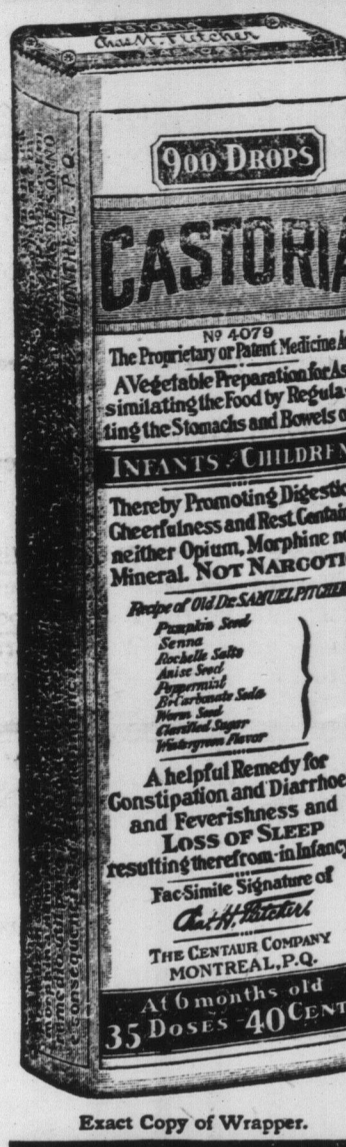 Chas. H. Fletcher
900 DROPS
CASTORIA
Nº 4079
The Proprietary or Patent Medicine A
A Vegetable Preparation for As
similating the Food by Regula
ting the Stomachs and Bowels o
INFANTS / CHILDREN
Thereby Promoting Digestio
Cheerfulness and Rest. Contain
neither Opium, Morphine n
Mineral. NOT NARCOTI
Recipe of Old Dr. SAMUEL PITCHER
Pumpkin Seed
Senna
Rochelle Salts
Anise Seed
Peppermint
Bi Carbonate Soda
Worm Seed
Clarified Sugar
Wintergreen Flavor
A helpful Remedy for
Constipation and Diarrhoe
and Feverishness and
LOSS OF SLEEP
resulting therefrom-in Infancy
Fac-Simile Signature of
Chas. H. Fletcher.
THE CENTAUR COMPANY
MONTREAL, P.Q.
At 6 months old
35 DOSES - 40 CENT
MONTREAL, P.Q.
Exact Copy of Wrapper.